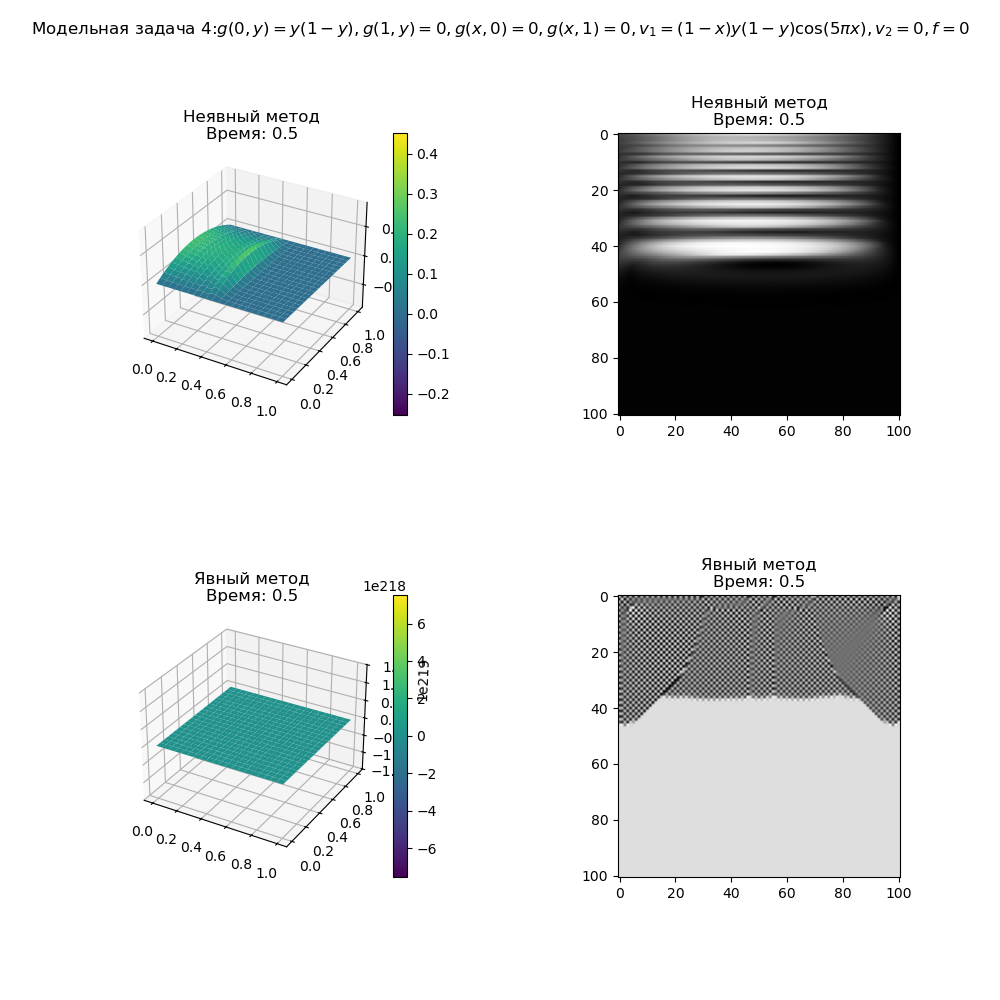 Модельная задача 4:g(0, y) = y(1 − y), g(1, y) = 0, g(x, 0) = 0, g(x, 1) = 0, v₁ = (1 − x)y(1 − y)cos(5πx), v₂ = 0, f = 0
Неявный метод
Время: 0.5
0.4
0.3
0.2
0.1
0.0
−0.1
−0.2
0.0 0.2 0.4 0.6 0.8 1.0
0.0 0.2 0.4 0.6 0.8 1.0
Неявный метод
Время: 0.5
0
20
40
60
80
100
0 20 40 60 80 100
Явный метод
Время: 0.5
1e218
6
4
2
0
−2
−4
−6
1e219
0.0 0.2 0.4 0.6 0.8 1.0
0.0 0.2 0.4 0.6 0.8 1.0
Явный метод
Время: 0.5
0
20
40
60
80
100
0 20 40 60 80 100